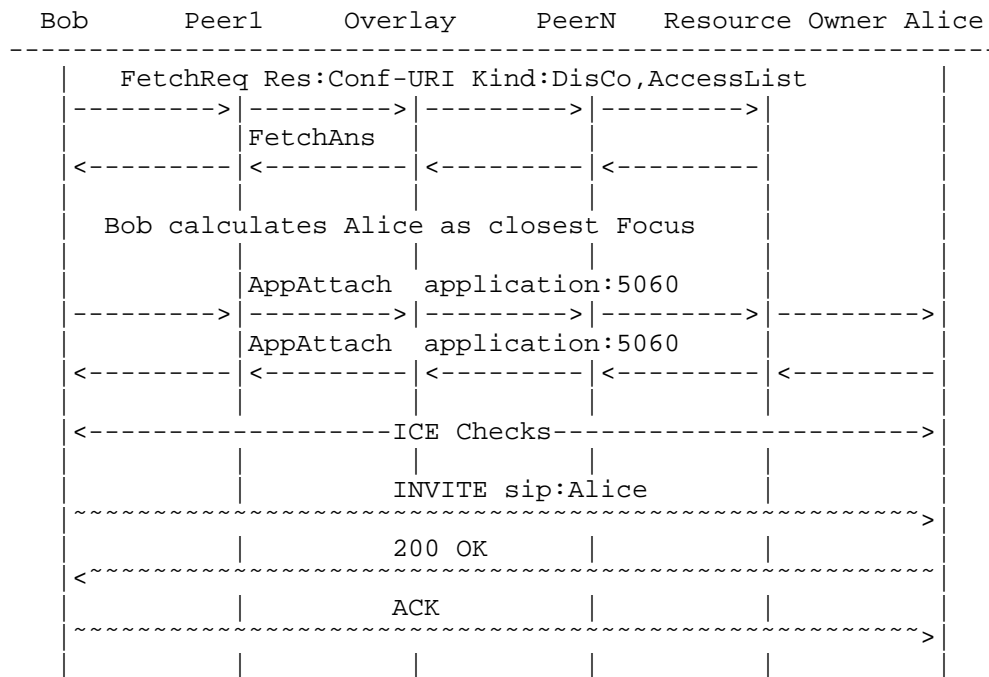 Bob Peer1 Overlay PeerN Resource Owner Alice
FetchReq Res:Conf-URI Kind:DisCo,AccessList
FetchAns
Bob calculates Alice as closest Focus
AppAttach application:5060
AppAttach application:5060
ICE Checks
INVITE sip:Alice
200 OK
ACK